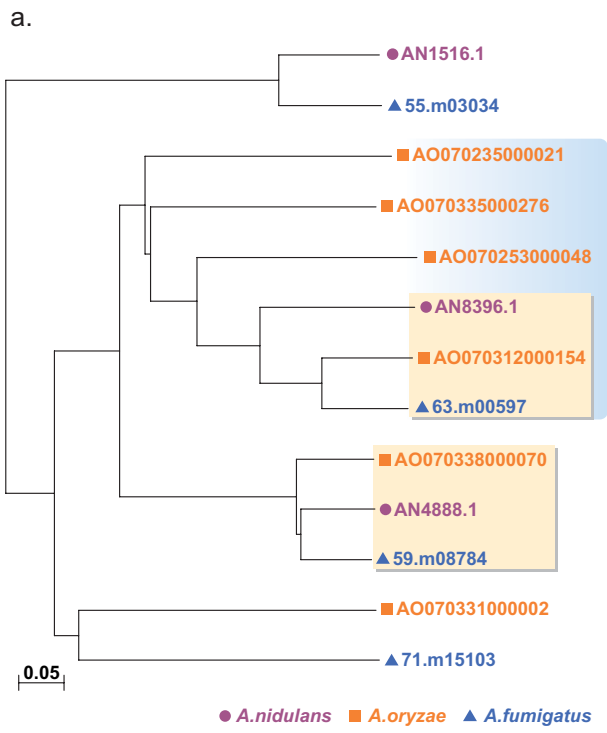 a.
AN1516.1
55.m03034
AO070235000021
AO070335000276
AO070253000048
AN8396.1
AO070312000154
63.m00597
AO070338000070
AN4888.1
59.m08784
AO070331000002
71.m15103
0.05
A.nidulans A.oryzae A.fumigatus